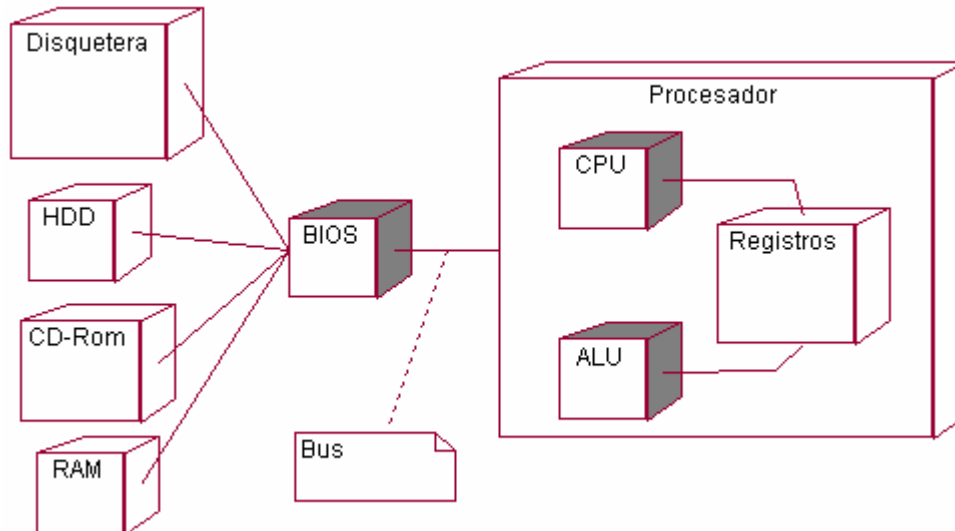 Disquetera
HDD
CD-Rom
RAM
BIOS
Bus
Procesador
CPU
Registros
ALU